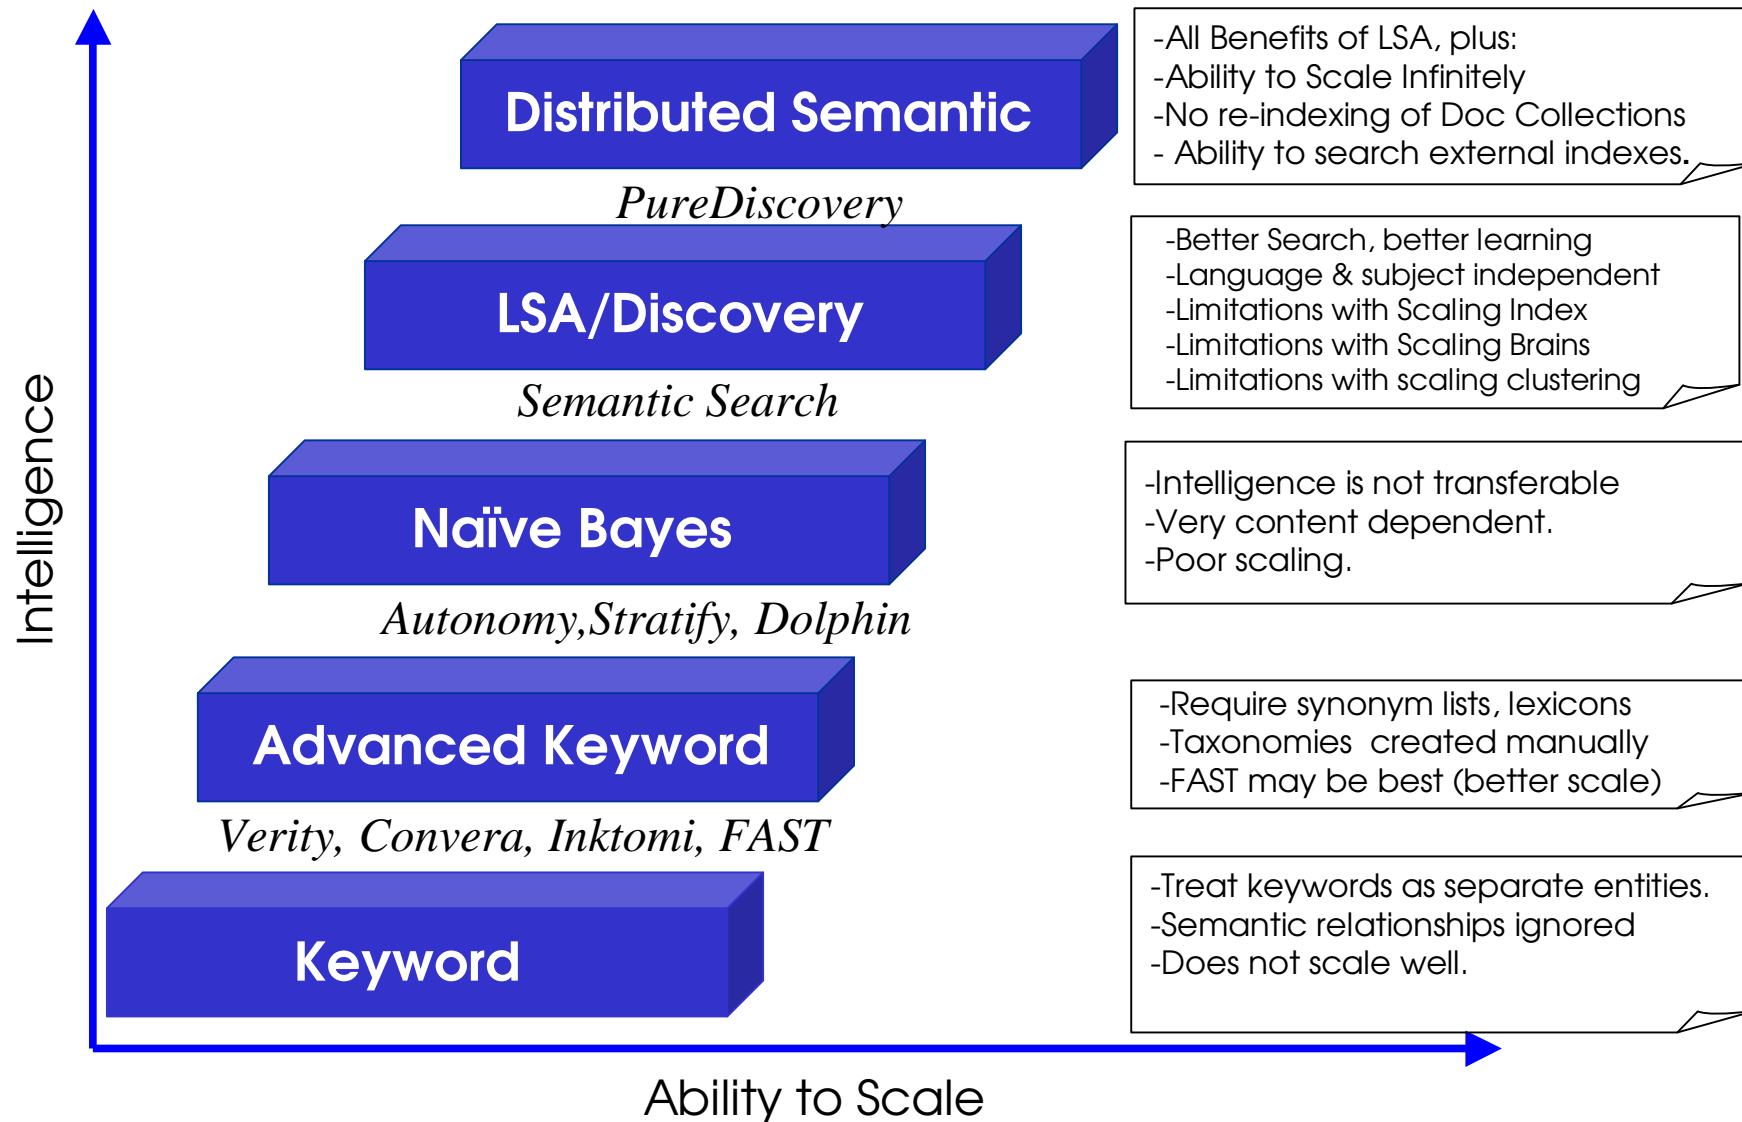 Distributed Semantic
-All Benefits of LSA, plus:
-Ability to Scale Infinitely
-No re-indexing of Doc Collections
- Ability to search external indexes.
PureDiscovery
LSA/Discovery
-Better Search, better learning
-Language & subject independent
-Limitations with Scaling Index
-Limitations with Scaling Brains
-Limitations with scaling clustering
Semantic Search
Naïve Bayes
-Intelligence is not transferable
-Very content dependent.
-Poor scaling.
Autonomy,Stratify, Dolphin
Advanced Keyword
-Require synonym lists, lexicons
-Taxonomies  created manually
-FAST may be best (better scale)
Verity, Convera, Inktomi, FAST
Keyword
-Treat keywords as separate entities.
-Semantic relationships ignored
-Does not scale well.
Intelligence
Ability to Scale